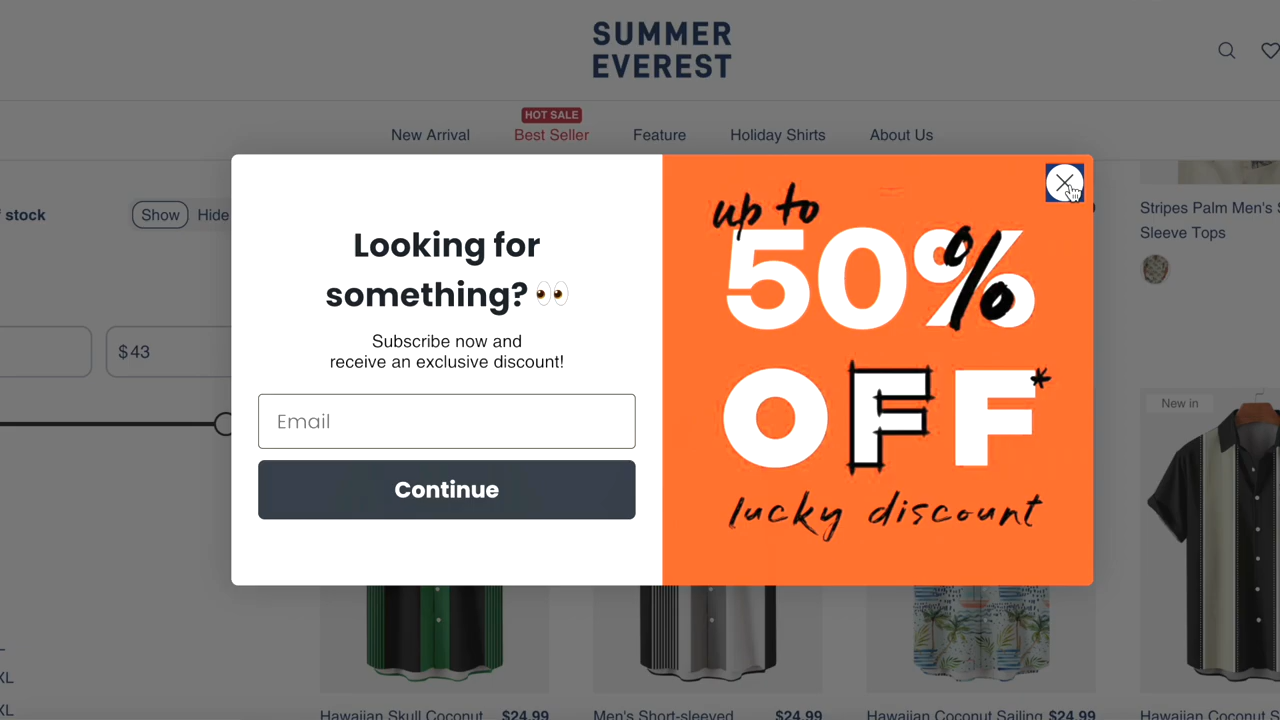 SUMMER
EVEREST
HOT SALE
New Arrival
Best Seller
Feature
Holiday Shirts
About Us
stock
Show
Hide
$ 43
Looking for
something? 👀
Subscribe now and
receive an exclusive discount!
Email
Continue
up to
50%
OFF*
lucky discount
Stripes Palm Men's
Sleeve Tops
New in
XL
XL
Hawaiian Skull Coconut
$24.99
Men's Short-sleeved
$24.99
Hawaiian Coconut Sailing
$24.99
Hawaiian Coconut S